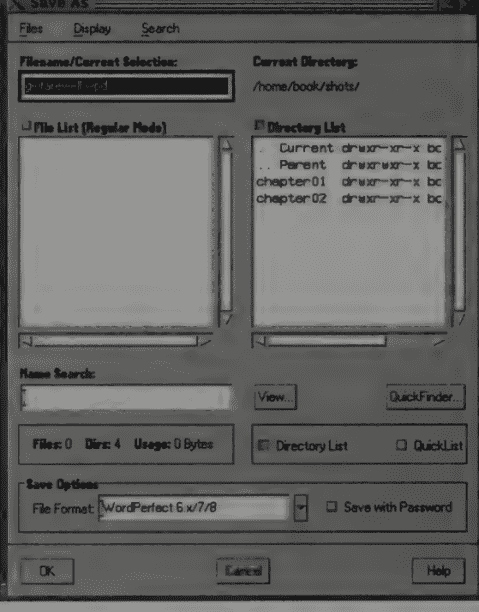 Save As
Files Display Search
Filename/Current Selection:
Current Directory:
/home/book/shots/
File List (Regular Mode)
Directory List
. Current drwxr-xr-x bc
.. Parent drwxr-xr-x bc
chapter01 drwxr-xr-x bc
chapter02 drwxr-xr-x bc
Name Search:
View...
QuickFinder...
Files: 0 Dirs: 4 Usage: 0 Bytes
Directory List
QuickList
Save Options
File Format: WordPerfect 6.x/7/8
Save with Password
OK
Cancel
Help